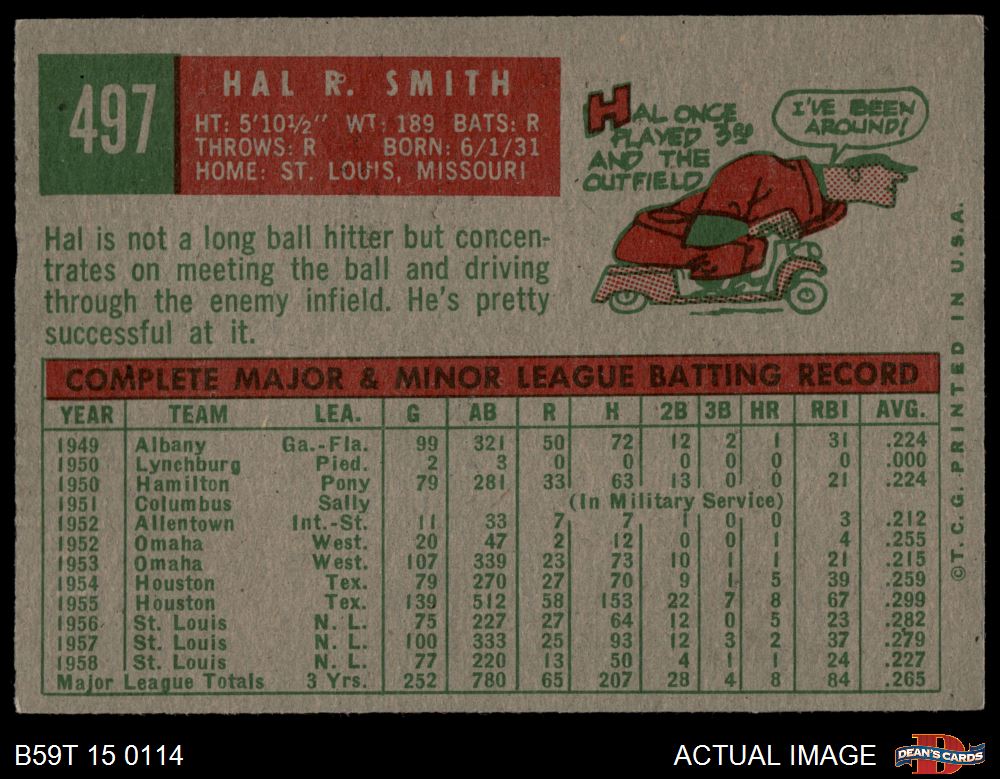 497
HAL R. SMITH
HT: 5'10½" WT: 189 BATS: R
THROWS: R BORN: 6/1/31
HOME: ST. LOUIS, MISSOURI
HAL ONCE
PLAYED 3RD
AND THE
OUTFIELD
I'VE BEEN
AROUND!
Hal is not a long ball hitter but concen-
trates on meeting the ball and driving
through the enemy infield. He's pretty
successful at it.
COMPLETE MAJOR & MINOR LEAGUE BATTING RECORD
YEAR TEAM LEA. G AB R H 2B 3B HR RBI AVG.
1949 Albany Ga.-Fla. 99 321 50 72 12 2 1 31 .224
1950 Lynchburg Pied. 2 3 0 0 0 0 0 0 .000
1950 Hamilton Pony 79 281 33 63 13 0 0 21 .224
1951 Columbus Sally (In Military Service)
1952 Allentown Int.-St. 11 33 7 7 1 0 0 3 .212
1952 Omaha West. 20 47 2 12 0 0 1 4 .255
1953 Omaha West. 107 339 23 73 10 1 1 21 .215
1954 Houston Tex. 79 270 27 70 9 1 5 39 .259
1955 Houston Tex. 139 512 58 153 22 7 8 67 .299
1956 St. Louis N. L. 75 227 27 64 12 0 5 23 .282
1957 St. Louis N. L. 100 333 25 93 12 3 2 37 .279
1958 St. Louis N. L. 77 220 13 50 4 1 1 24 .227
Major League Totals 3 Yrs. 252 780 65 207 28 4 8 84 .265
©T. C. G. PRINTED IN U.S.A.
B59T 15 0114
ACTUAL IMAGE
DEAN'S CARDS